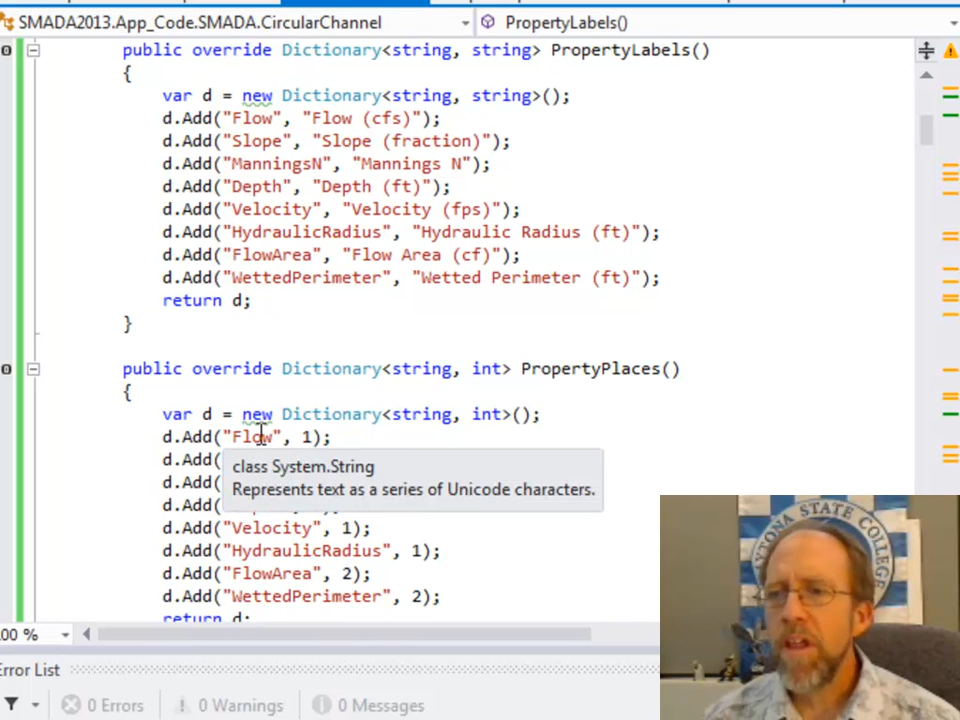 SMADA2013.App_Code.SMADA.CircularChannel
PropertyLabels()
public override Dictionary<string, string> PropertyLabels()
{
var d = new Dictionary<string, string>();
d.Add("Flow", "Flow (cfs)");
d.Add("Slope", "Slope (fraction)");
d.Add("ManningsN", "Mannings N");
d.Add("Depth", "Depth (ft)");
d.Add("Velocity", "Velocity (fps)");
d.Add("HydraulicRadius", "Hydraulic Radius (ft)");
d.Add("FlowArea", "Flow Area (cf)");
d.Add("WettedPerimeter", "Wetted Perimeter (ft)");
return d;
}
public override Dictionary<string, int> PropertyPlaces()
{
var d = new Dictionary<string, int>();
d.Add("Flow", 1);
d.Add(
class System.String
d.Add(
Represents text as a series of Unicode characters.
d.Add(
d.Add("Velocity", 1);
d.Add("HydraulicRadius", 1);
d.Add("FlowArea", 2);
d.Add("WettedPerimeter", 2);
return d;
00 %
Error List
0 Errors
0 Warnings
0 Messages
YTONA STATE COLLEGE